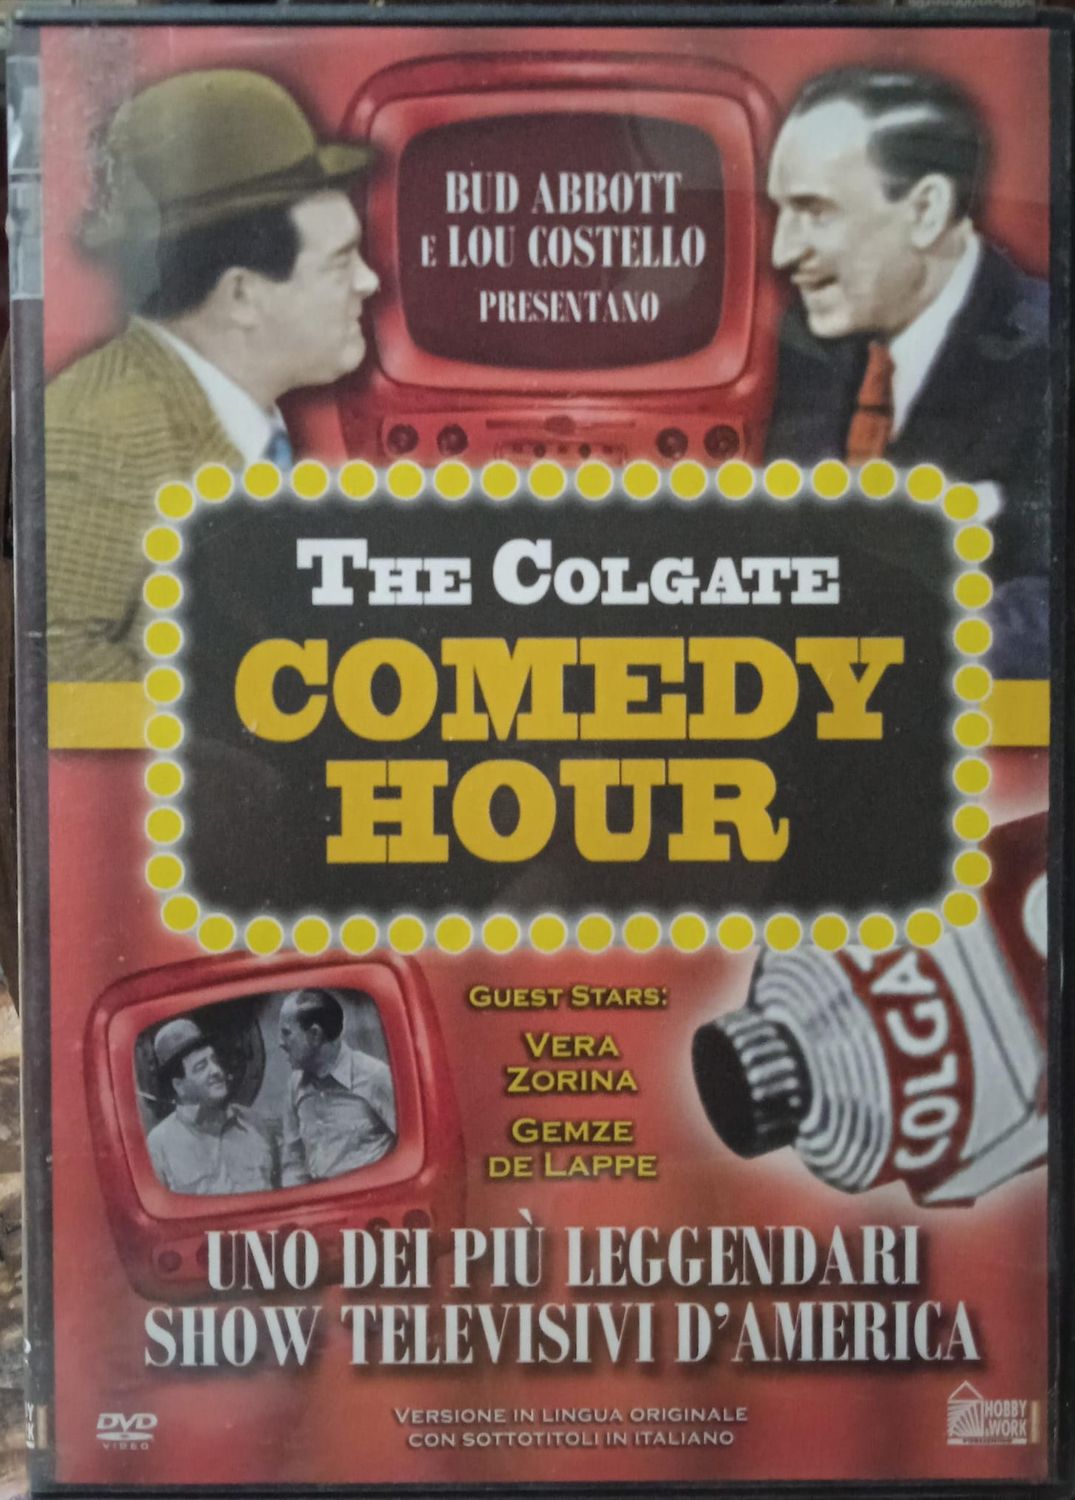 BUD ABBOTT
E LOU COSTELLO
PRESENTANO
THE COLGATE
COMEDY
HOUR
GUEST STARS:
VERA
ZORINA
GEMZE
DE LAPPE
COLGA
UNO DEI PIÙ LEGGENDARI
SHOW TELEVISIVI D'AMERICA
DVD
VIDEO
VERSIONE IN LINGUA ORIGINALE
CON SOTTOTITOLI IN ITALIANO
HOBBY
&WORK